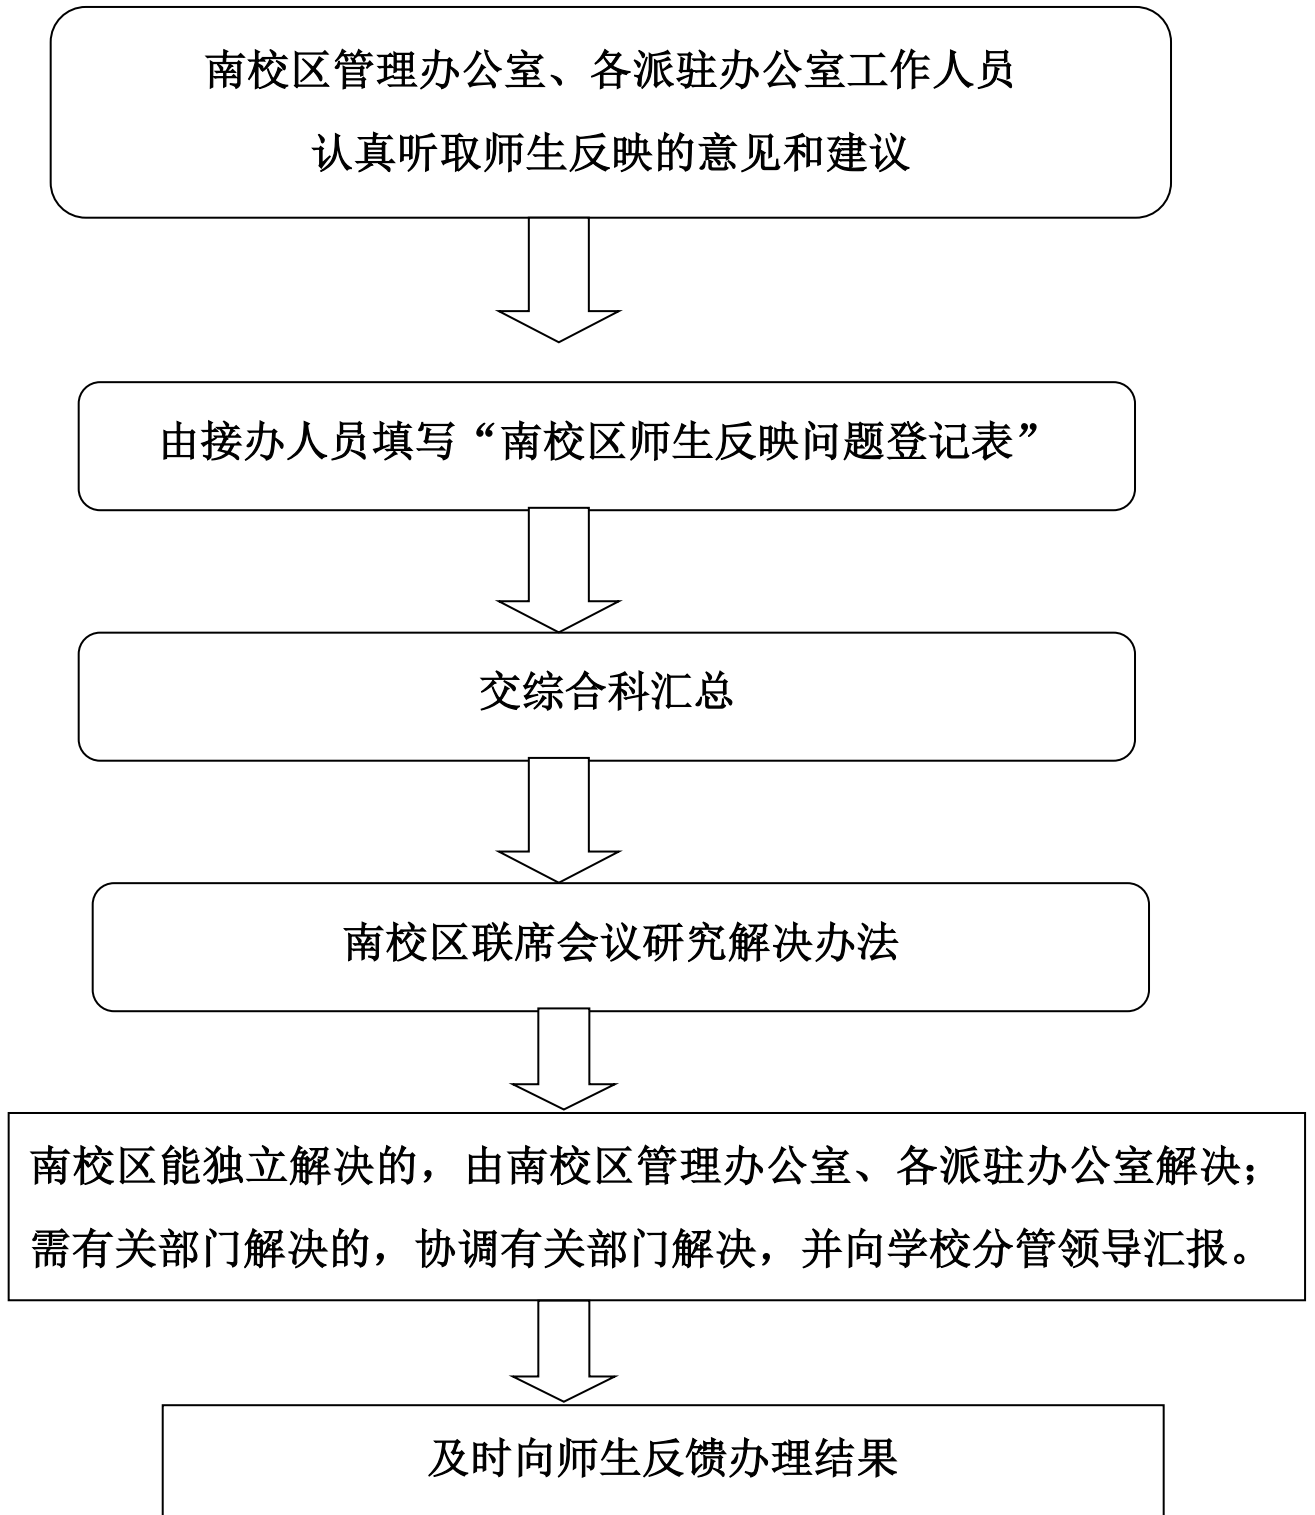 南校区管理办公室、各派驻办公室工作人员
认真听取师生反映的意见和建议
由接办人员填写“南校区师生反映问题登记表”
交综合科汇总
南校区联席会议研究解决办法
南校区能独立解决的，由南校区管理办公室、各派驻办公室解决；
需有关部门解决的，协调有关部门解决，并向学校分管领导汇报。
及时向师生反馈办理结果